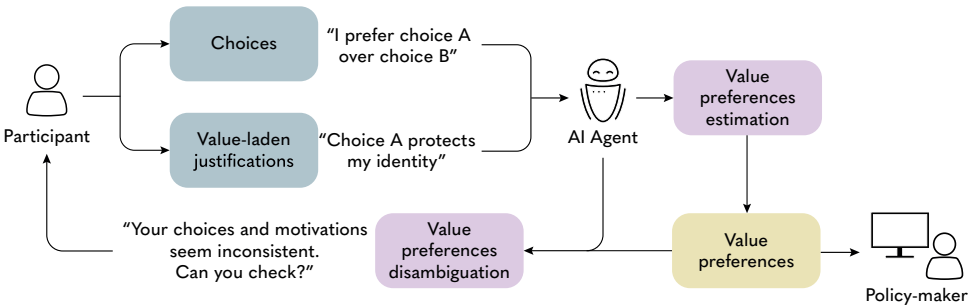 Choices
“I prefer choice A
over choice B”
Participant
Value-laden
justifications
“Choice A protects
my identity”
AI Agent
Value
preferences
estimation
“Your choices and motivations
seem inconsistent.
Can you check?”
Value
preferences
disambiguation
Value
preferences
Policy-maker